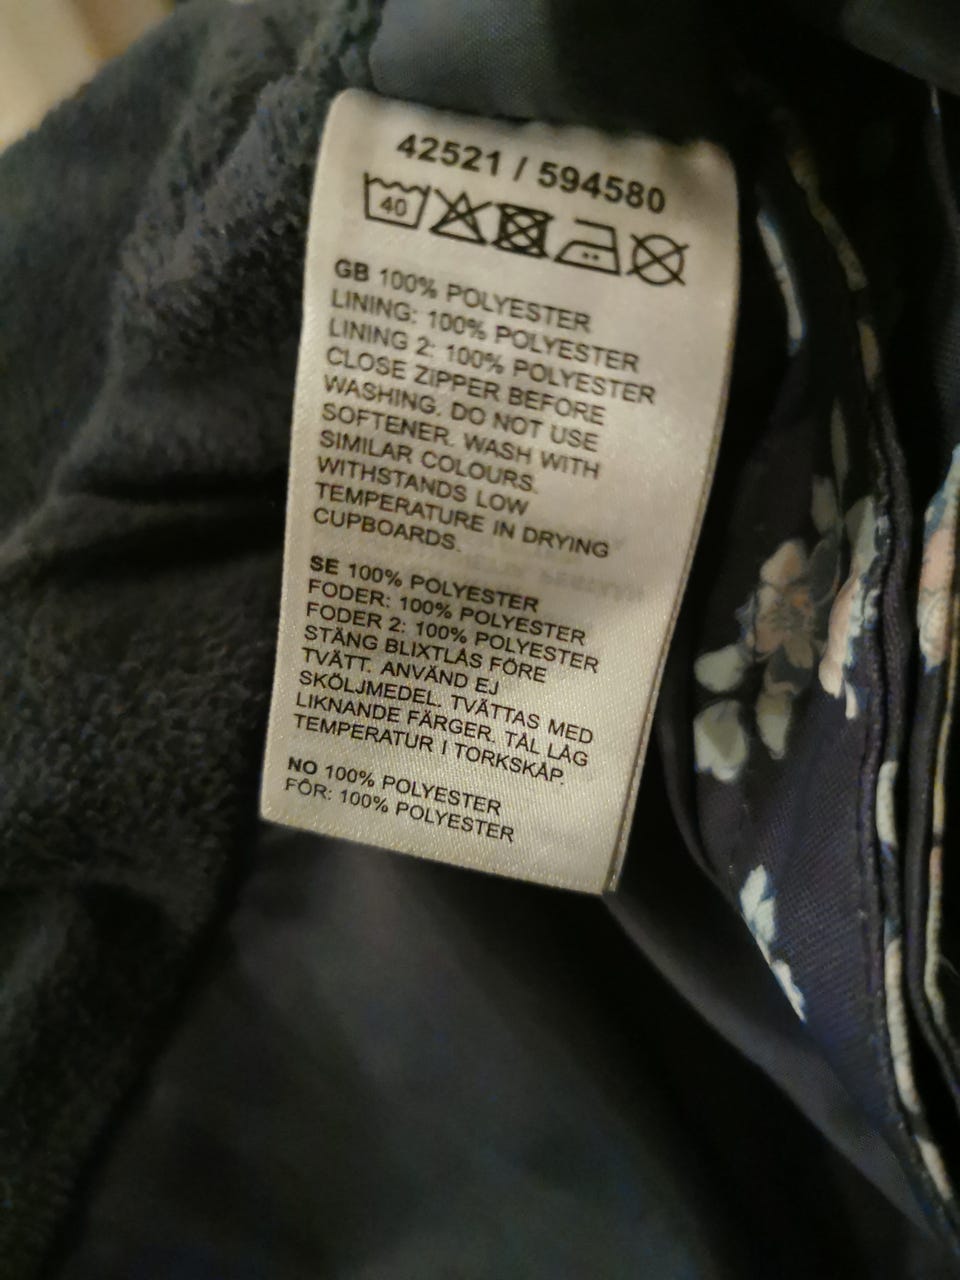 42521 / 594580
40
GB 100% POLYESTER
LINING: 100% POLYESTER
LINING 2: 100% POLYESTER
CLOSE ZIPPER BEFORE
WASHING. DO NOT USE
SOFTENER. WASH WITH
SIMILAR COLOURS.
WITHSTANDS LOW
TEMPERATURE IN DRYING
CUPBOARDS.
SE 100% POLYESTER
FODER: 100% POLYESTER
FODER 2: 100% POLYESTER
STÄNG BLIXTLÅS FÖRE
TVÄTT. ANVÄND EJ
SKÖLJMEDEL. TVÄTTAS MED
LIKNANDE FÄRGER. TÅL LÅG
TEMPERATUR I TORKSKÅP.
NO 100% POLYESTER
FÔR: 100% POLYESTER